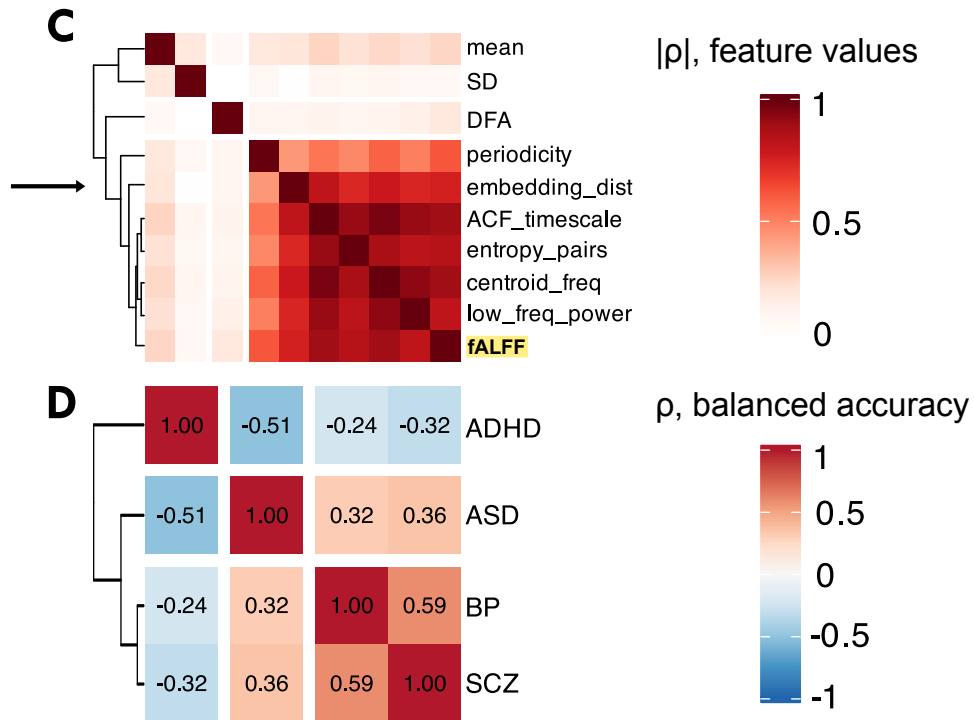 C
mean
SD
DFA
periodicity
embedding_dist
ACF_timescale
entropy_pairs
centroid_freq
low_freq_power
fALFF
|ρ|, feature values
1
0.5
0
D
1.00 -0.51 -0.24 -0.32 ADHD
-0.51 1.00 0.32 0.36 ASD
-0.24 0.32 1.00 0.59 BP
-0.32 0.36 0.59 1.00 SCZ
ρ, balanced accuracy
1
0.5
0
-0.5
-1